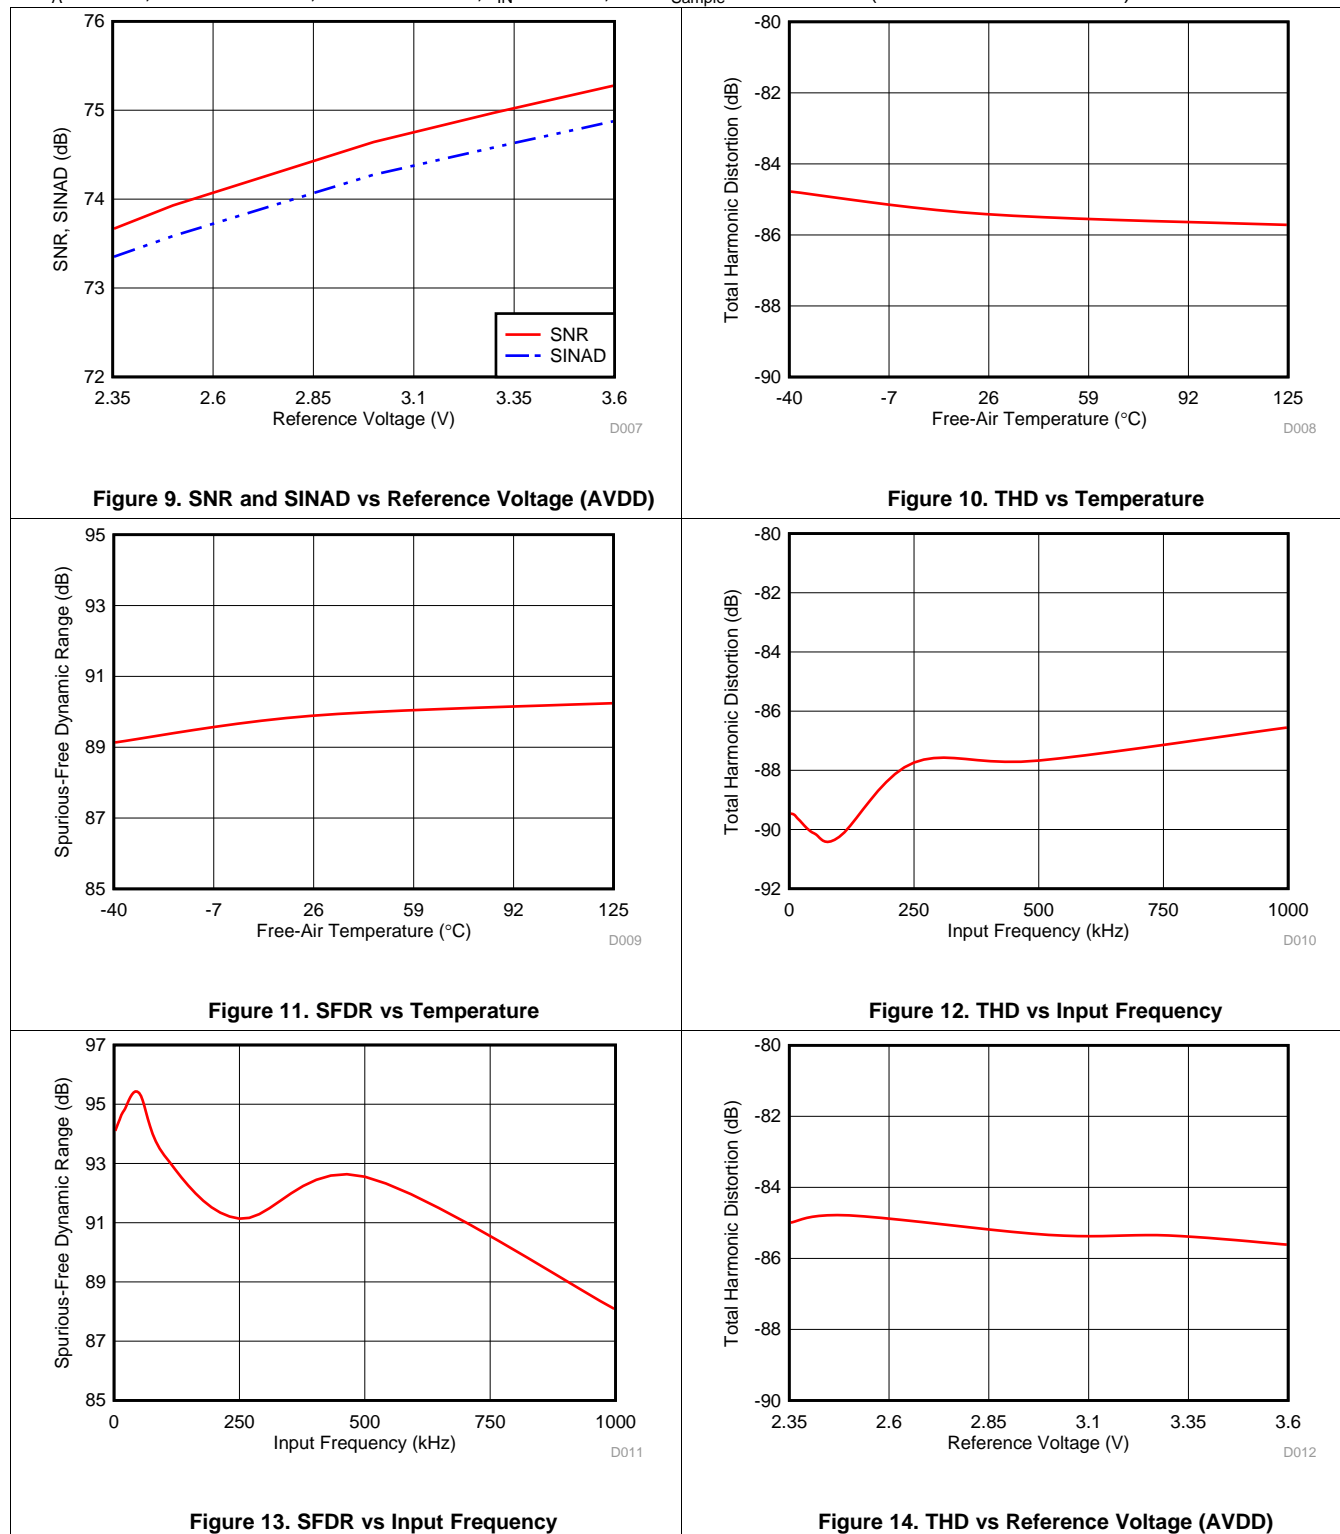 76
75
74
73
72
SNR, SINAD (dB)
SNR
SINAD
2.35 2.6 2.85 3.1 3.35 3.6
Reference Voltage (V)
D007
Figure 9. SNR and SINAD vs Reference Voltage (AVDD)
-80
-82
-84
-86
-88
-90
Total Harmonic Distortion (dB)
-40 -7 26 59 92 125
Free-Air Temperature (°C)
D008
Figure 10. THD vs Temperature
95
93
91
89
87
85
Spurious-Free Dynamic Range (dB)
-40 -7 26 59 92 125
Free-Air Temperature (°C)
D009
Figure 11. SFDR vs Temperature
-80
-82
-84
-86
-88
-90
-92
Total Harmonic Distortion (dB)
0 250 500 750 1000
Input Frequency (kHz)
D010
Figure 12. THD vs Input Frequency
97
95
93
91
89
87
85
Spurious-Free Dynamic Range (dB)
0 250 500 750 1000
Input Frequency (kHz)
D011
Figure 13. SFDR vs Input Frequency
-80
-82
-84
-86
-88
-90
Total Harmonic Distortion (dB)
2.35 2.6 2.85 3.1 3.35 3.6
Reference Voltage (V)
D012
Figure 14. THD vs Reference Voltage (AVDD)